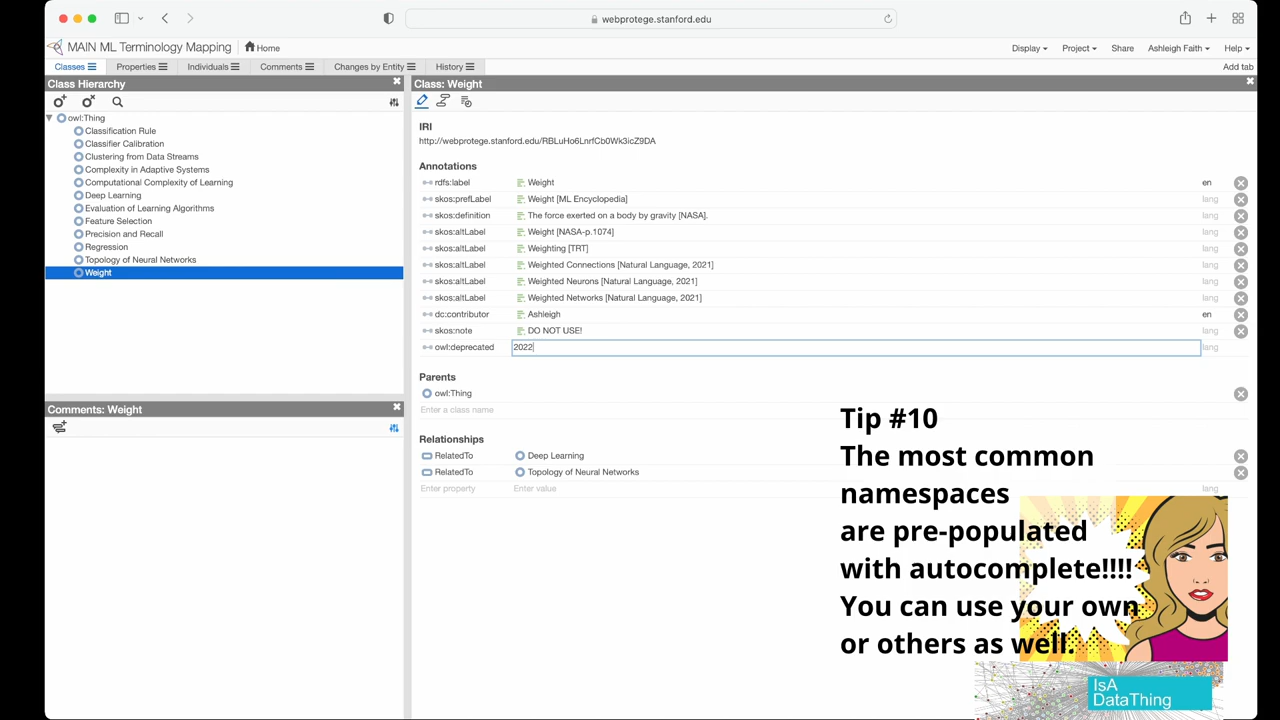 webprotege.stanford.edu
MAIN ML Terminology Mapping Home Display Project Share Ashleigh Faith Help
Classes Properties Individuals Comments Changes by Entity History Add tab
Class Hierarchy
owl:Thing
Classification Rule
Classifier Calibration
Clustering from Data Streams
Complexity in Adaptive Systems
Computational Complexity of Learning
Deep Learning
Evaluation of Learning Algorithms
Feature Selection
Precision and Recall
Regression
Topology of Neural Networks
Weight
Comments: Weight
Class: Weight
IRI
http://webprotege.stanford.edu/RBLuHo6LnrfCb0Wk3icZ9DA
Annotations
rdfs:label Weight en
skos:prefLabel Weight [ML Encyclopedia] lang
skos:definition The force exerted on a body by gravity [NASA]. lang
skos:altLabel Weight [NASA-p.1074] lang
skos:altLabel Weighting [TRT] lang
skos:altLabel Weighted Connections [Natural Language, 2021] lang
skos:altLabel Weighted Neurons [Natural Language, 2021] lang
skos:altLabel Weighted Networks [Natural Language, 2021] lang
dc:contributor Ashleigh en
skos:note DO NOT USE! lang
owl:deprecated 2022 lang
Parents
owl:Thing
Enter a class name
Relationships
RelatedTo Deep Learning
RelatedTo Topology of Neural Networks
Enter property Enter value lang
Tip #10
The most common
namespaces
are pre-populated
with autocomplete!!!!
You can use your own
or others as well.
IsA
DataThing